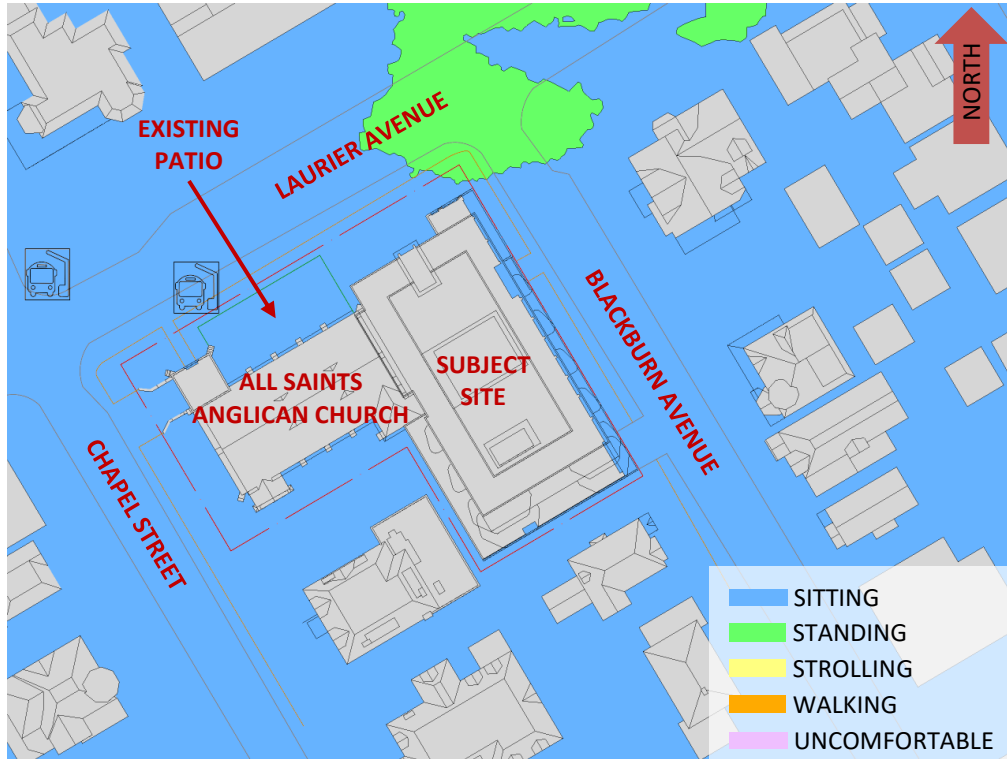 NORTH
LAURIER AVENUE
EXISTING
PATIO
BLACKBURN AVENUE
SUBJECT
SITE
ALL SAINTS
ANGLICAN CHURCH
CHAPEL STREET
SITTING
STANDING
STROLLING
WALKING
UNCOMFORTABLE